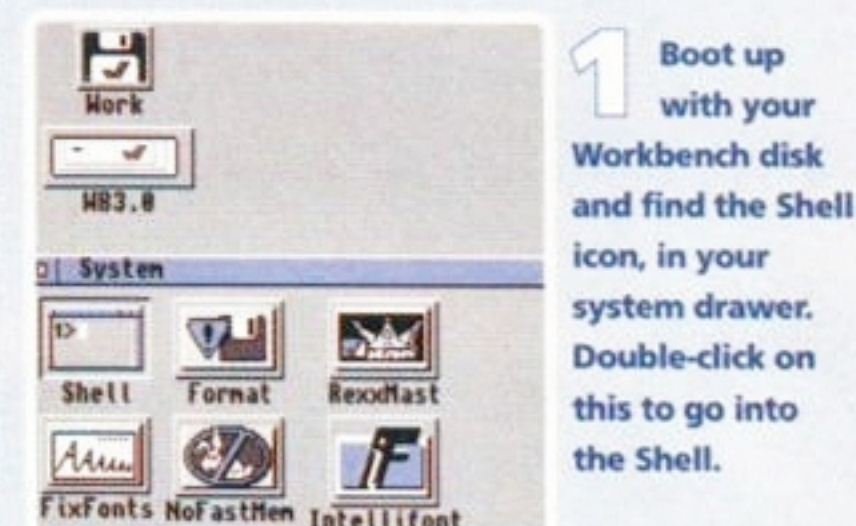 Work
WB3.0
System
1>
Shell
Format
RexxMast
FixFonts
NoFastMem
Intellifont
1 Boot up
with your
Workbench disk
and find the Shell
icon, in your
system drawer.
Double-click on
this to go into
the Shell.